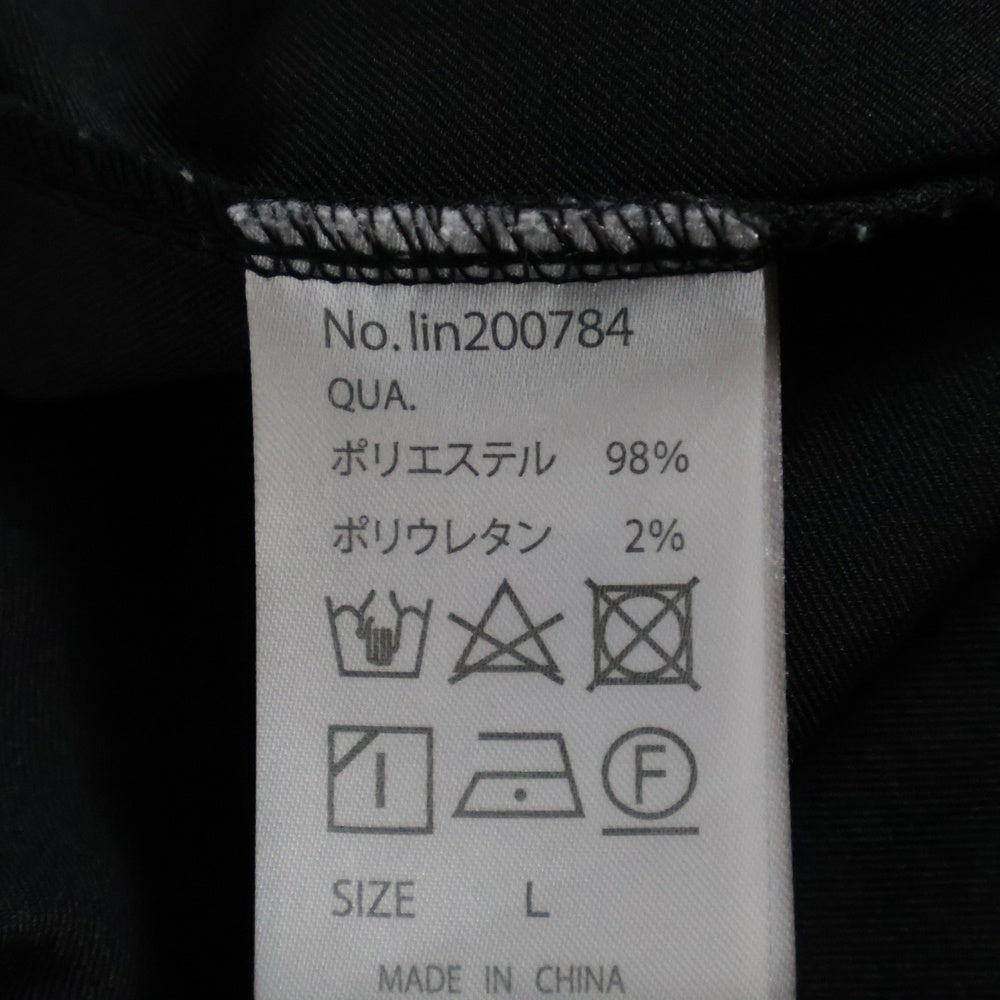 No.lin200784
QUA.
ポリエステル 98%
ポリウレタン 2%
F
SIZE L
MADE IN CHINA